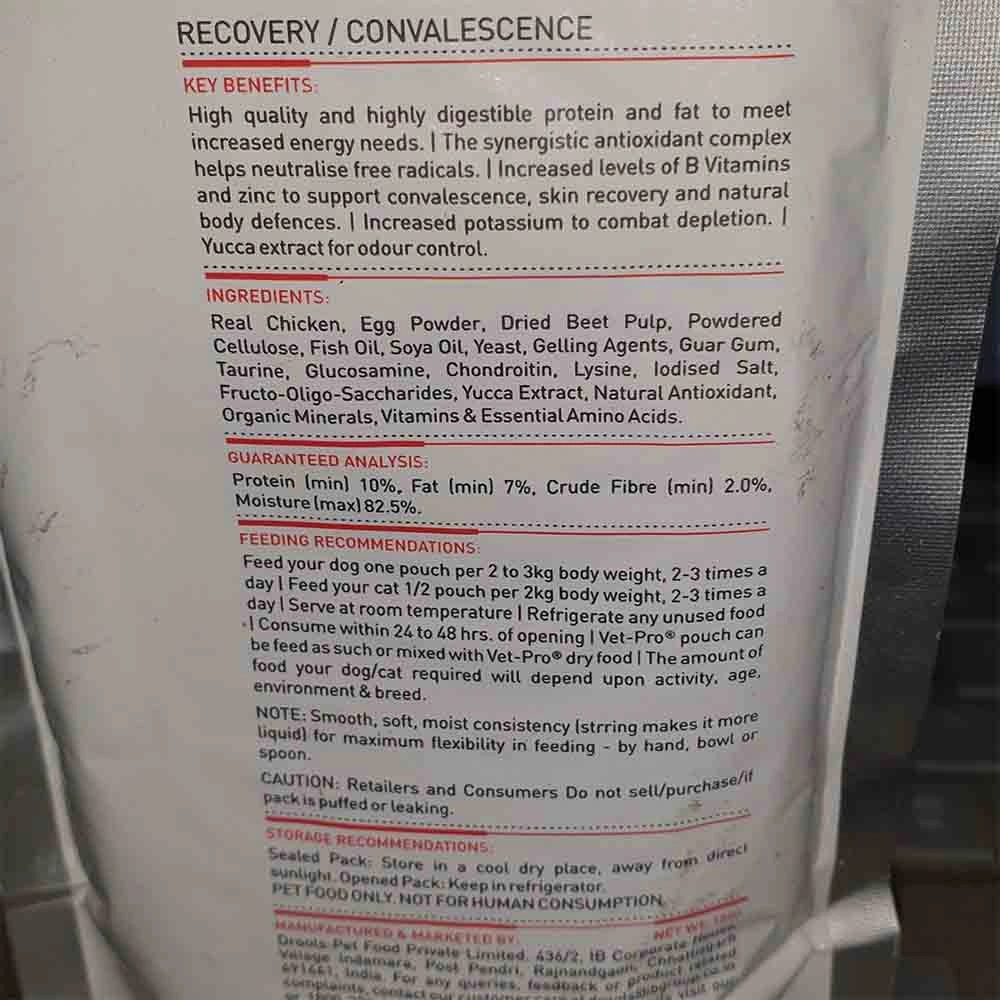 RECOVERY / CONVALESCENCE
KEY BENEFITS:
High quality and highly digestible protein and fat to meet
increased energy needs. | The synergistic antioxidant complex
helps neutralise free radicals. | Increased levels of B Vitamins
and zinc to support convalescence, skin recovery and natural
body defences. | Increased potassium to combat depletion. |
Yucca extract for odour control.
INGREDIENTS:
Real Chicken, Egg Powder, Dried Beet Pulp, Powdered
Cellulose, Fish Oil, Soya Oil, Yeast, Gelling Agents, Guar Gum,
Taurine, Glucosamine, Chondroitin, Lysine, Iodised Salt,
Fructo-Oligo-Saccharides, Yucca Extract, Natural Antioxidant,
Organic Minerals, Vitamins & Essential Amino Acids.
GUARANTEED ANALYSIS:
Protein (min) 10%, Fat (min) 7%, Crude Fibre (min) 2.0%,
Moisture (max) 82.5%.
FEEDING RECOMMENDATIONS:
Feed your dog one pouch per 2 to 3kg body weight, 2-3 times a
day | Feed your cat 1/2 pouch per 2kg body weight, 2-3 times a
day | Serve at room temperature | Refrigerate any unused food
| Consume within 24 to 48 hrs. of opening | Vet-Pro® pouch can
be feed as such or mixed with Vet-Pro® dry food | The amount of
food your dog/cat required will depend upon activity, age,
environment & breed.
NOTE: Smooth, soft, moist consistency (strring makes it more
liquid) for maximum flexibility in feeding - by hand, bowl or
spoon.
CAUTION: Retailers and Consumers Do not sell/purchase/if
pack is puffed or leaking.
STORAGE RECOMMENDATIONS:
Sealed Pack: Store in a cool dry place, away from direct
sunlight. Opened Pack: Keep in refrigerator.
PET FOOD ONLY. NOT FOR HUMAN CONSUMPTION.
NET WT.
MANUFACTURED & MARKETED BY:
Drools Pet Food Private Limited, 436/2, IB Corporate House,
Village Indamara, Post Pendri, Rajnandgaon, Chhattisgarh
491661, India. For any queries, feedback or product related
complaints, contact our customer care
visit our